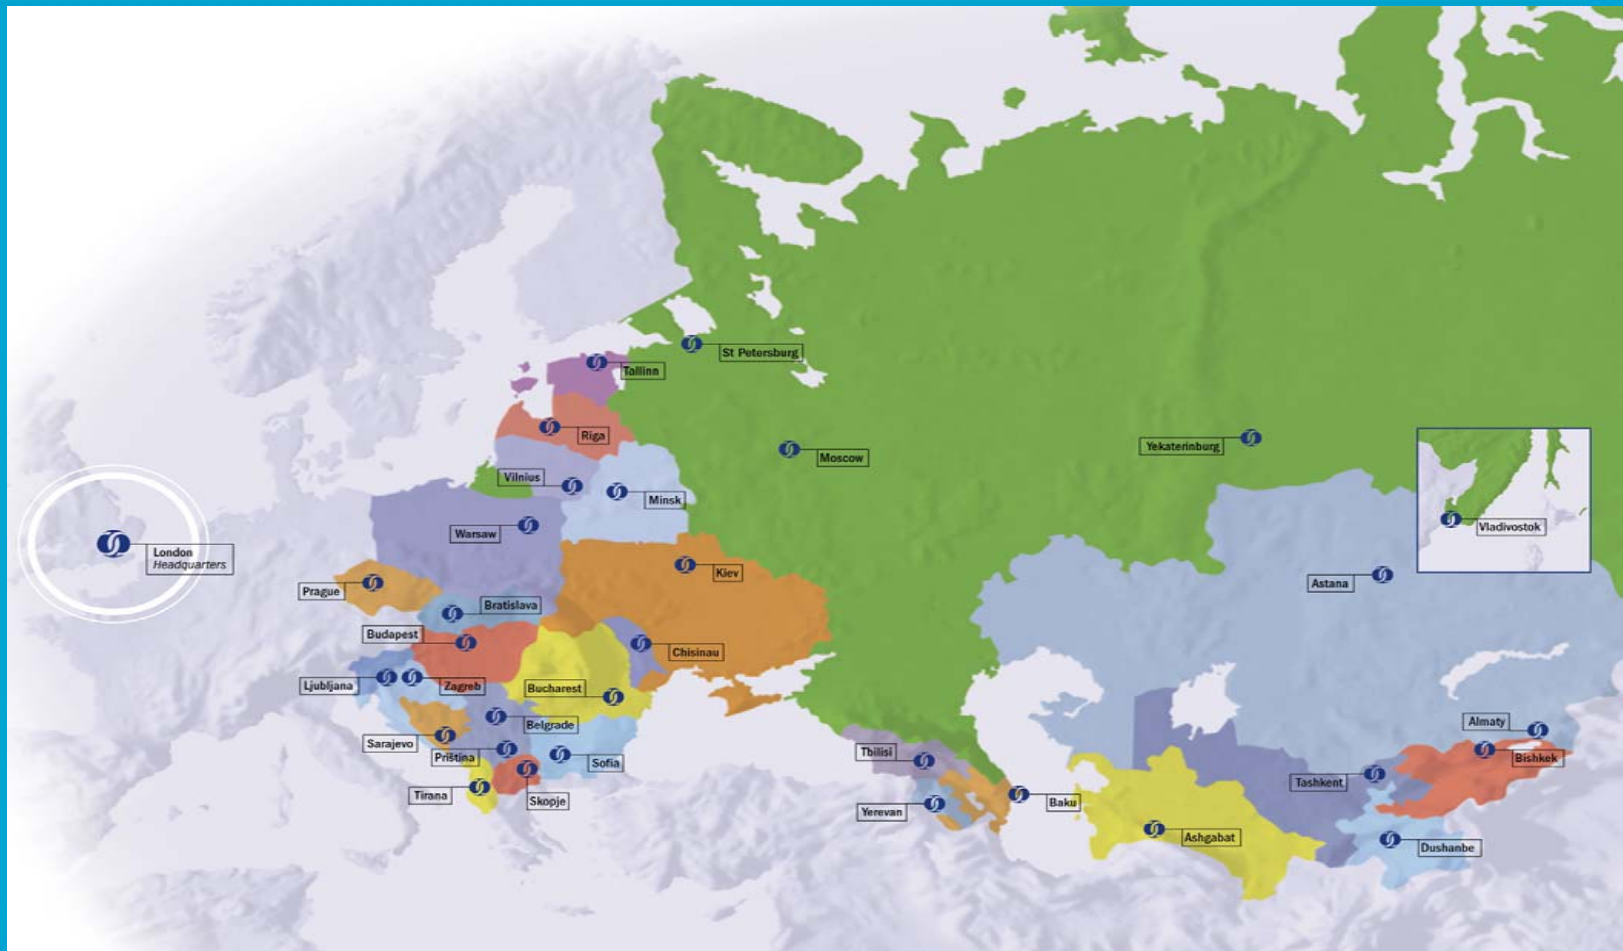 St Petersburg
Tallinn
Riga
Moscow
Yekaterinburg
Vilnius
Minsk
Vladivostok
Warsaw
London
Headquarters
Kiev
Astana
Prague
Bratislava
Budapest
Chisinau
Ljubljana
Zagreb
Bucharest
Belgrade
Almaty
Sarajevo
Priština
Sofia
Tbilisi
Bishkek
Tashkent
Tirana
Skopje
Yerevan
Baku
Ashgabat
Dushanbe